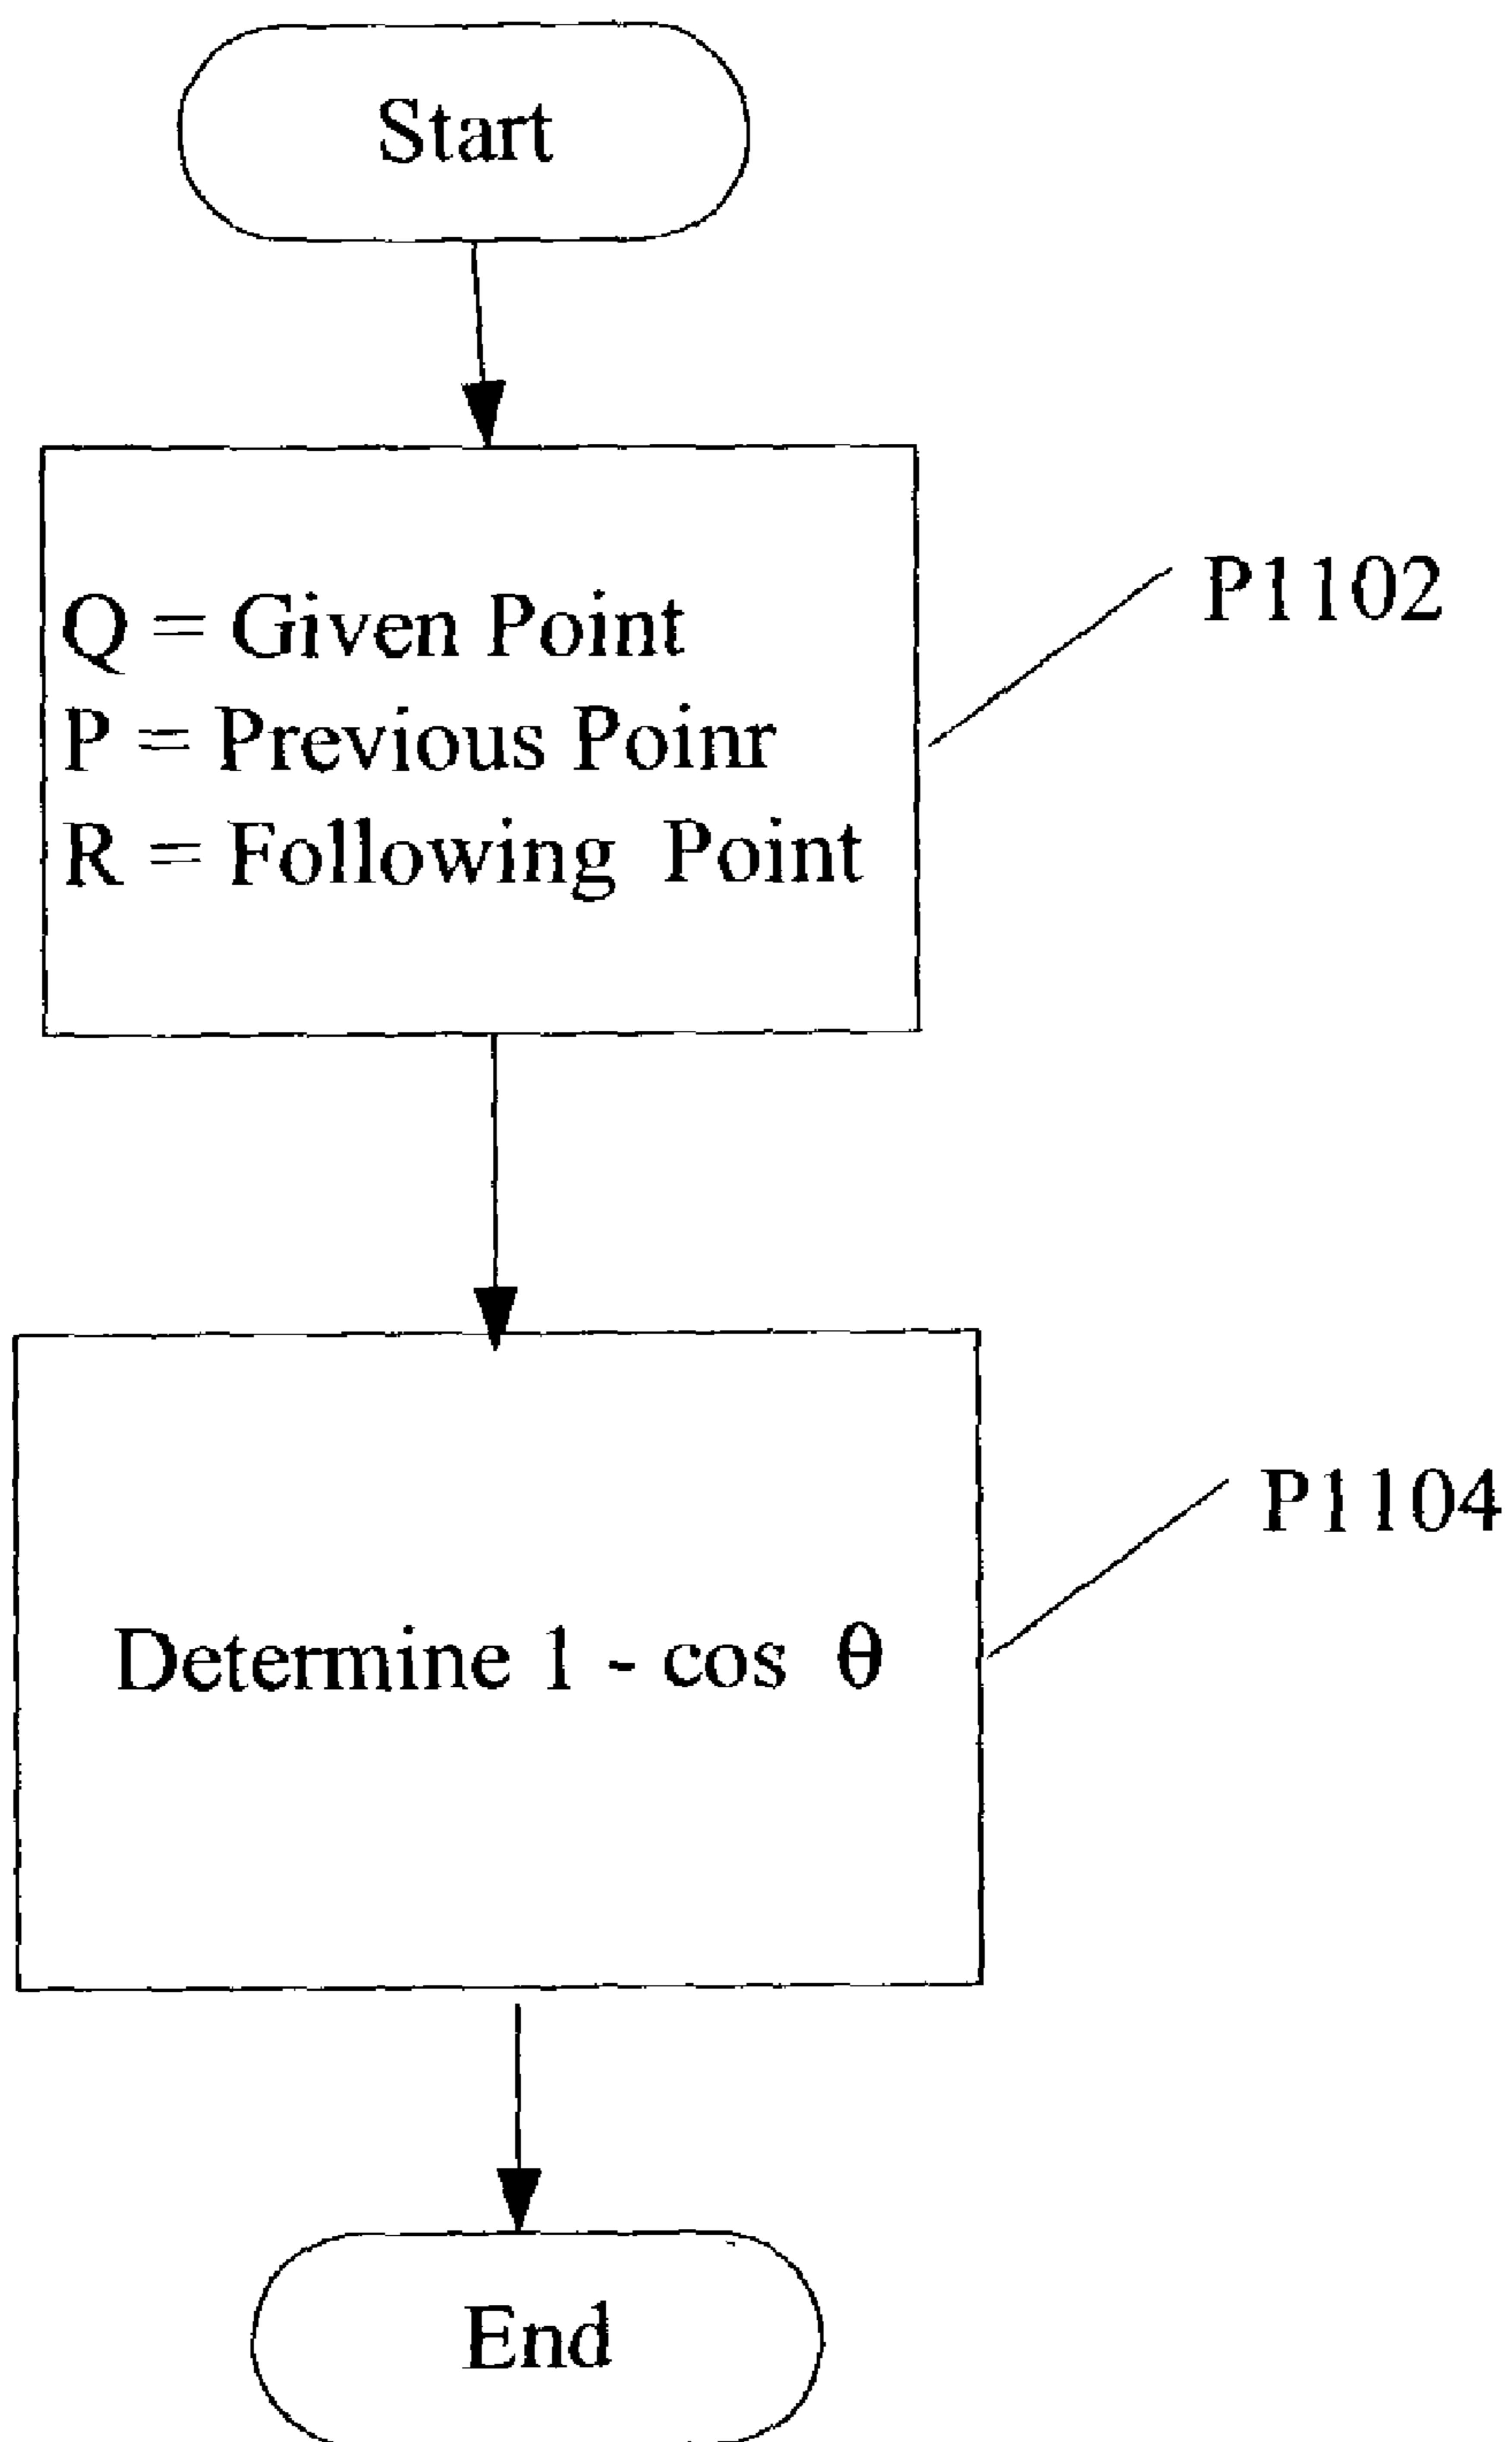 Start
Q = Given Point
P = Previous Poinr
R = Following Point
P1102
Determine 1 - cos θ
P1104
End